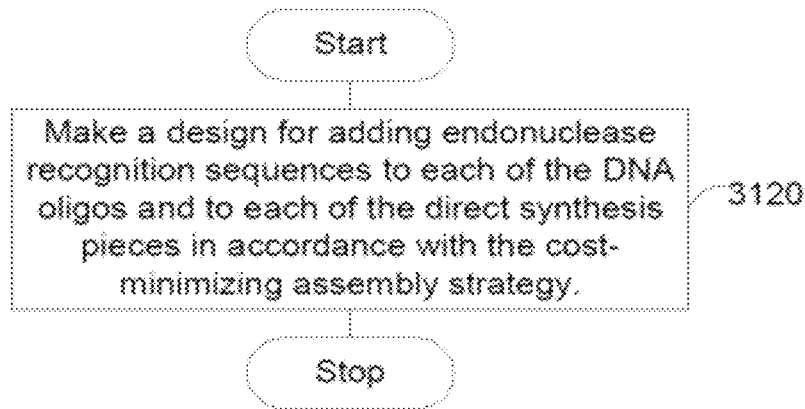 Start
Make a design for adding endonuclease
recognition sequences to each of the DNA
oligos and to each of the direct synthesis
pieces in accordance with the cost-
minimizing assembly strategy.
3120
Stop